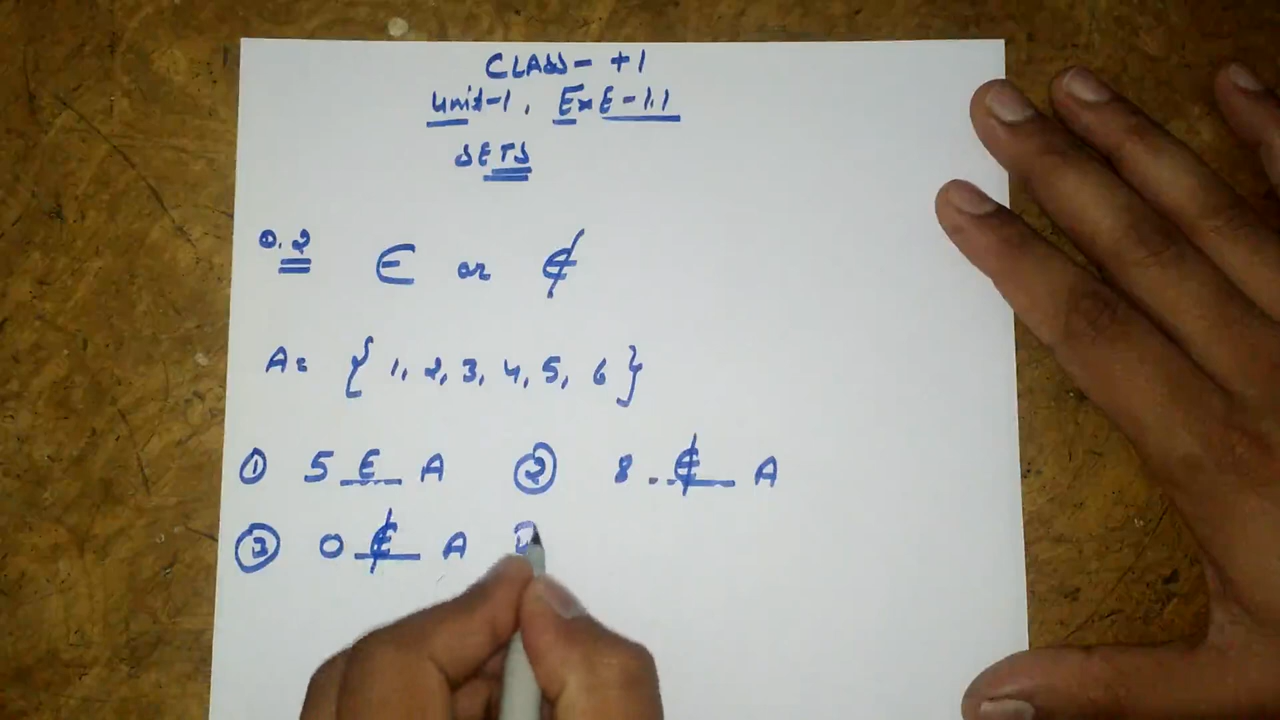 CLASS- +1
Unit-1, ExE-1.1
SETS
Q.2 ∈ or ∉
A= { 1, 2, 3, 4, 5, 6 }
① 5 ∈ A ② 8 ∉ A
③ 0 ∉ A